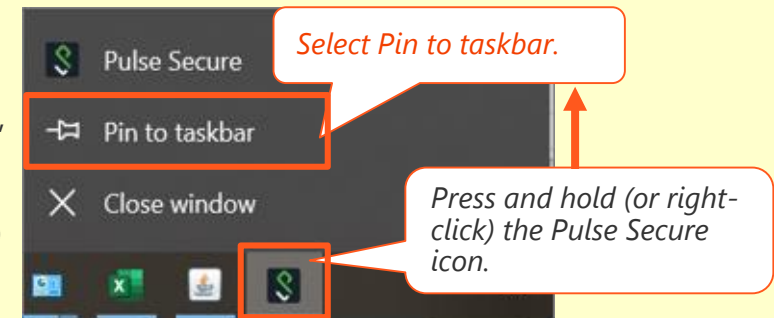 Pulse Secure
Select Pin to taskbar.
Pin to taskbar
Close window
Press and hold (or right-
click) the Pulse Secure
icon.